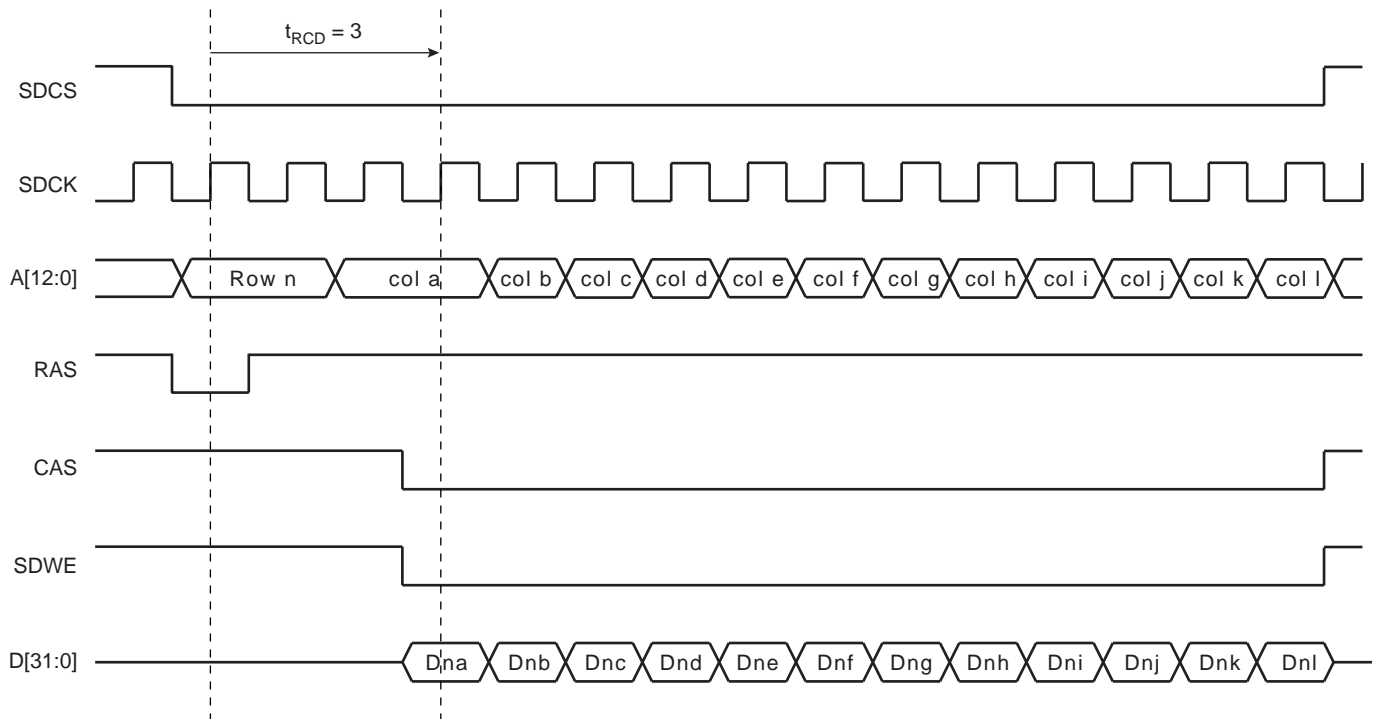 tRCD = 3
SDCS
SDCK
A[12:0] Row n col a col b col c col d col e col f col g col h col i col j col k col l
RAS
CAS
SDWE
D[31:0] Dna Dnb Dnc Dnd Dne Dnf Dng Dnh Dni Dnj Dnk Dnl